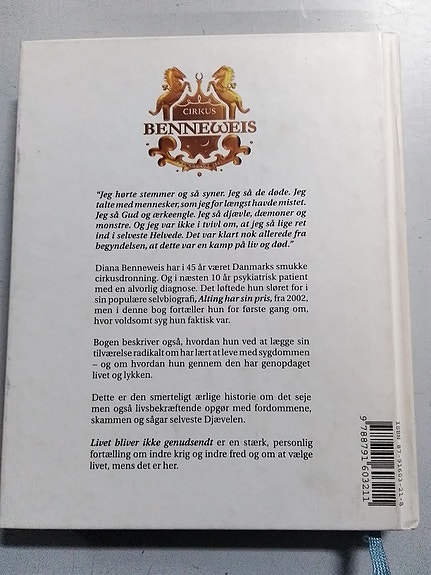 CIRKUS
BENNEWEIS
"Jeg hørte stemmer og så syner. Jeg så de døde. Jeg
talte med mennesker, som jeg for længst havde mistet.
Jeg så Gud og ærkeengle. Jeg så djævle, dæmoner og
monstre. Og jeg var ikke i tvivl om, at jeg så lige ret
ind i selveste Helvede. Det var klart nok allerede fra
begyndelsen, at dette var en kamp på liv og død."
Diana Benneweis har i 45 år været Danmarks smukke
cirkusdronning. Og i næsten 10 år psykiatrisk patient
med en alvorlig diagnose. Det løftede hun sløret for i
sin populære selvbiografi, Alting har sin pris, fra 2002,
men i denne bog fortæller hun for første gang om,
hvor voldsomt syg hun faktisk var.
Bogen beskriver også, hvordan hun ved at lægge sin
tilværelse radikalt om har lært at leve med sygdommen
– og om hvordan hun gennem den har genopdaget
livet og lykken.
Dette er den smerteligt ærlige historie om det seje
men også livsbekræftende opgør med fordommene,
skammen og sågar selveste Djævelen.
Livet bliver ikke genudsendt er en stærk, personlig
fortælling om indre krig og indre fred og om at vælge
livet, mens det er her.
ISBN 87-91603-21-8
9788791603211